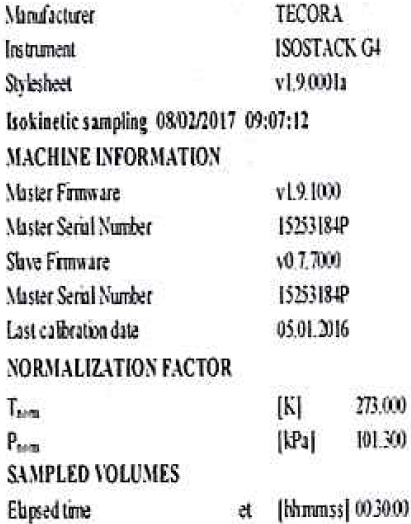 Manufacturer TECORA
Instrument ISOSTACK G4
Stylesheet v1.9.0001a
Isokinetic sampling 08/02/2017 09:07:12
MACHINE INFORMATION
Master Firmware v1.9.1000
Master Serial Number 15253184P
Slave Firmware v0.7.7000
Master Serial Number 15253184P
Last calibration date 05.01.2016
NORMALIZATION FACTOR
Tnorm [K] 273.000
Pnorm [kPa] 101.300
SAMPLED VOLUMES
Elapsed time et [hhmmss] 00:30:00